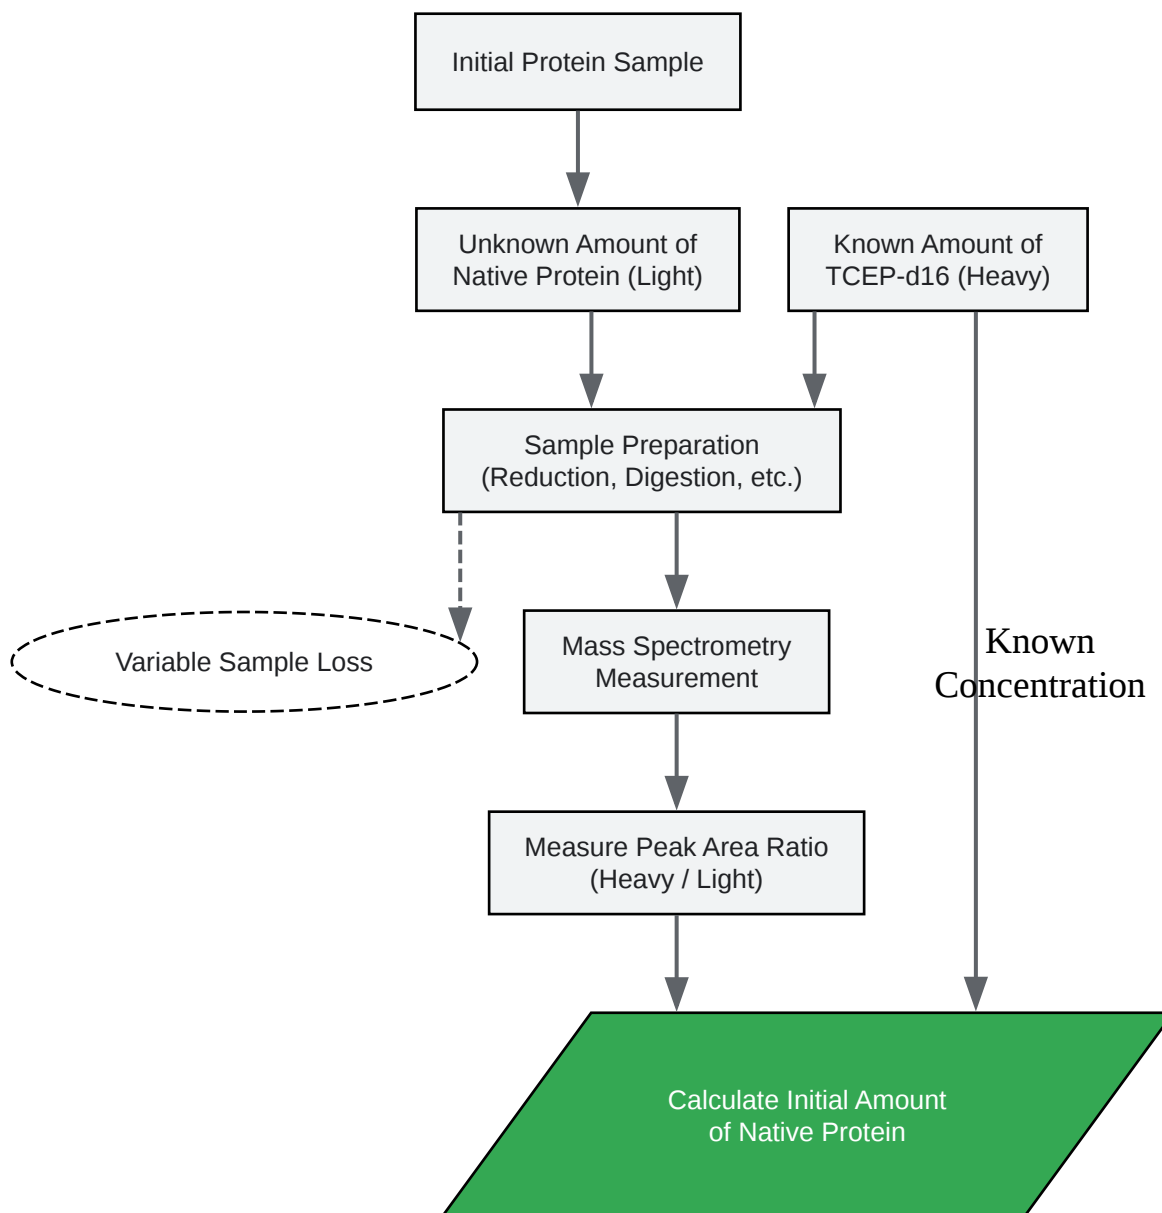 Initial Protein Sample
Unknown Amount of
Native Protein (Light)
Known Amount of
TCEP-d16 (Heavy)
Sample Preparation
(Reduction, Digestion, etc.)
Variable Sample Loss
Mass Spectrometry
Measurement
Known
Concentration
Measure Peak Area Ratio
(Heavy / Light)
Calculate Initial Amount
of Native Protein